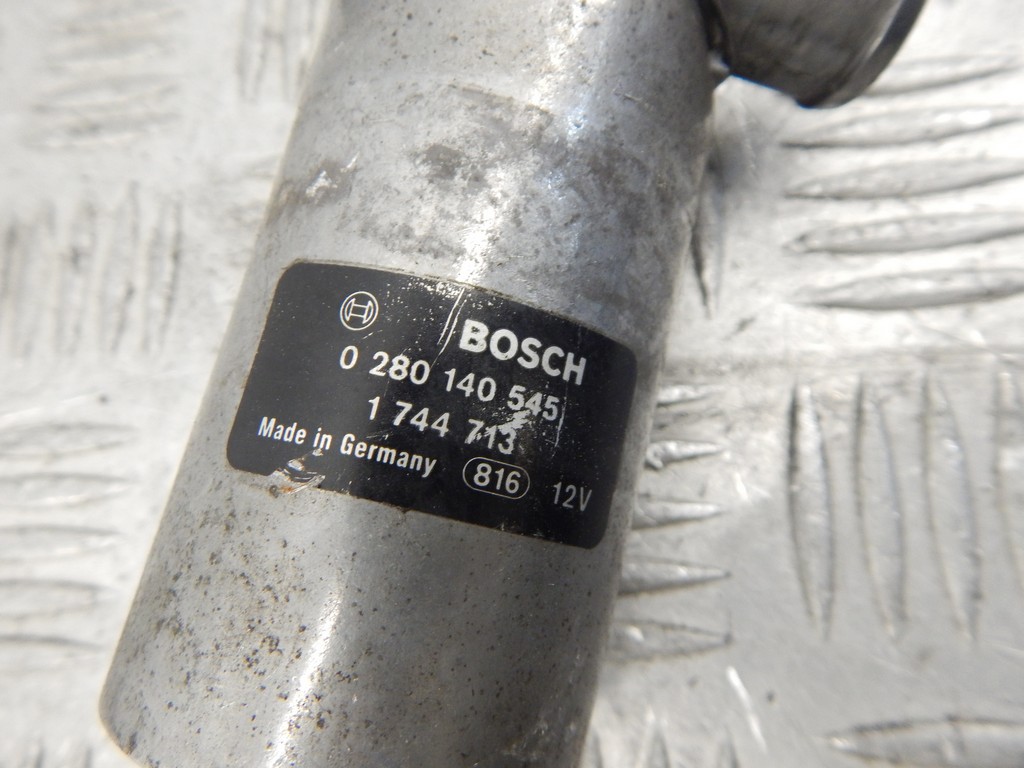 BOSCH
0 280 140 545
1 744 713
Made in Germany 816 12V